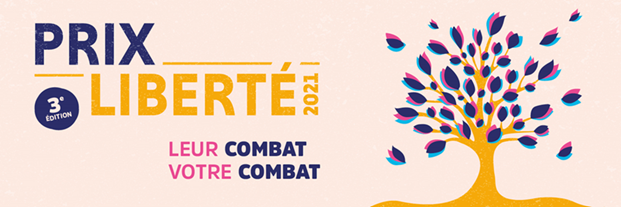 PRIX
LIBERTÉ
2021
3e
ÉDITION
LEUR COMBAT
VOTRE COMBAT